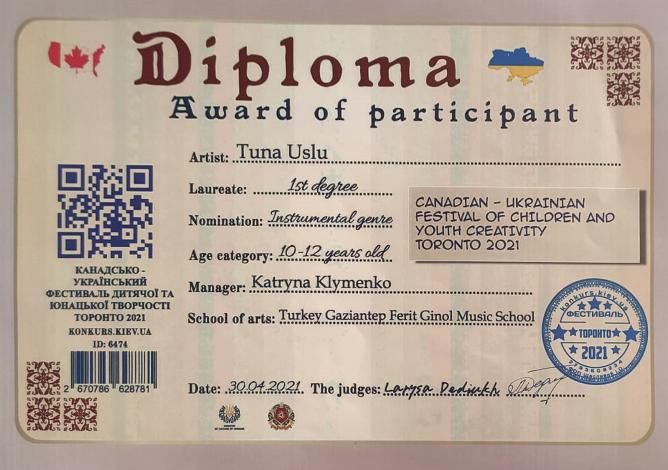 Diploma
Award of participant
Artist: Tuna Uslu
Laureate: 1st degree
Nomination: Instrumental genre
Age category: 10-12 years old
Manager: Katryna Klymenko
School of arts: Turkey Gaziantep Ferit Ginol Music School
CANADIAN - UKRAINIAN
FESTIVAL OF CHILDREN AND
YOUTH CREATIVITY
TORONTO 2021
КАНАДСЬКО -
УКРАЇНСЬКИЙ
ФЕСТИВАЛЬ ДИТЯЧОЇ ТА
ЮНАЦЬКОЇ ТВОРЧОСТІ
ТОРОНТО 2021
KONKURS.KIEV.UA
ID: 6474
2 670786 628781
konkurs.kiev.ua
ФЕСТИВАЛЬ
ТОРОНТО
2021
Date: 30.04.2021 The judges: Larysa Dediukh